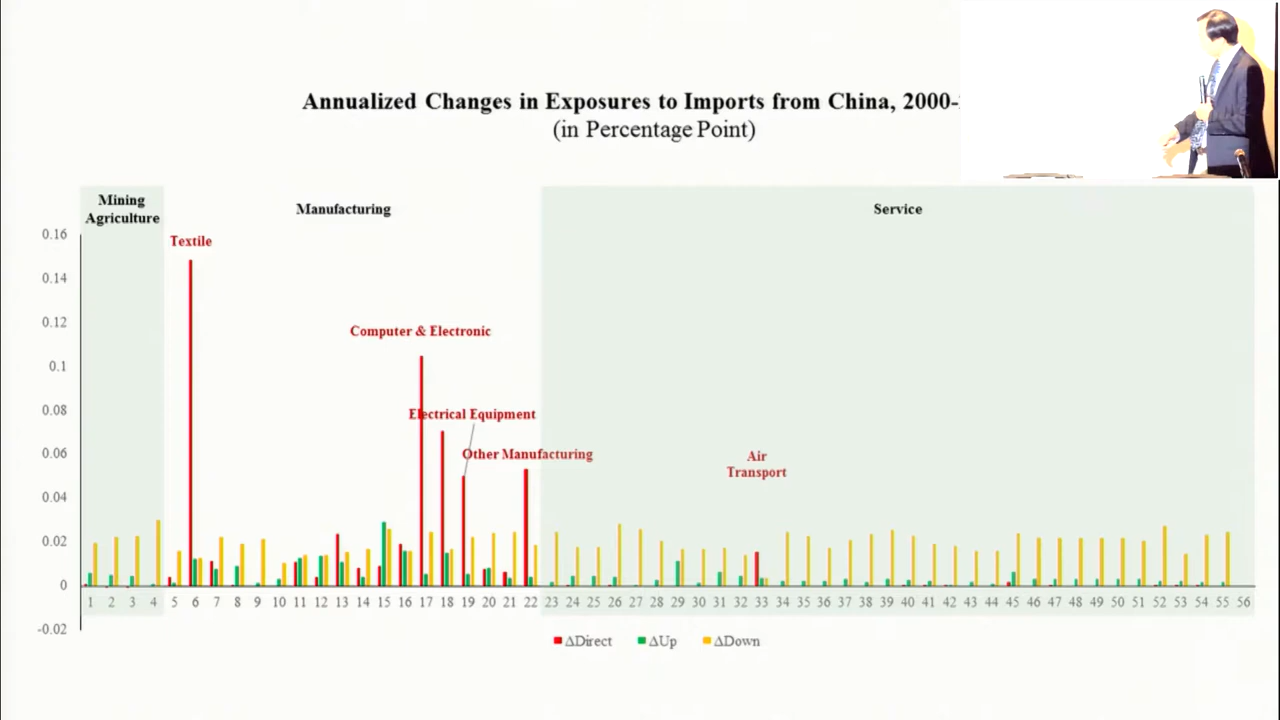 Annualized Changes in Exposures to Imports from China, 2000-
(in Percentage Point)
Mining
Agriculture
Manufacturing
Service
0.16
0.14
0.12
0.1
0.08
0.06
0.04
0.02
0
-0.02
Textile
Computer & Electronic
Electrical Equipment
Other Manufacturing
Air
Transport
1 2 3 4 5 6 7 8 9 10 11 12 13 14 15 16 17 18 19 20 21 22 23 24 25 26 27 28 29 30 31 32 33 34 35 36 37 38 39 40 41 42 43 44 45 46 47 48 49 50 51 52 53 54 55 56
ΔDirect ΔUp ΔDown